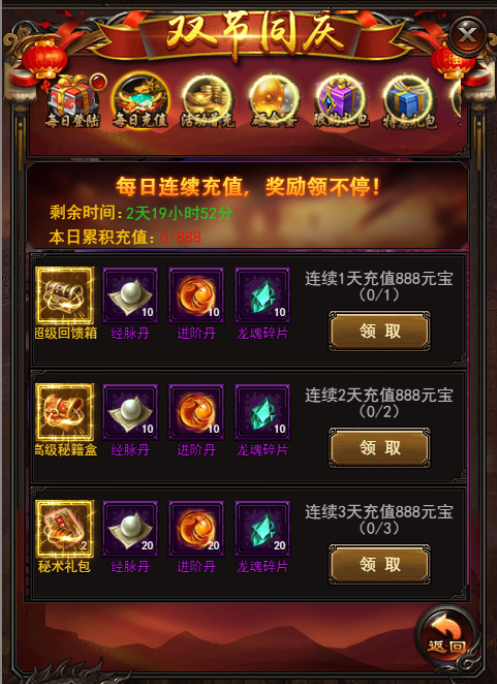 双节同庆
福
每日登陆 每日充值 活动首充 砸金蛋 限购礼包 特惠礼包
每日连续充值，奖励领不停！
剩余时间：2天19小时52分
本日累积充值：0/888
连续1天充值888元宝
（0/1）
10 10 10
超级回馈箱 经脉丹 进阶丹 龙魂碎片
领 取
连续2天充值888元宝
（0/2）
10 10 10
高级秘籍盒 经脉丹 进阶丹 龙魂碎片
领 取
连续3天充值888元宝
（0/3）
2 20 20 20
秘术礼包 经脉丹 进阶丹 龙魂碎片
领 取
返回